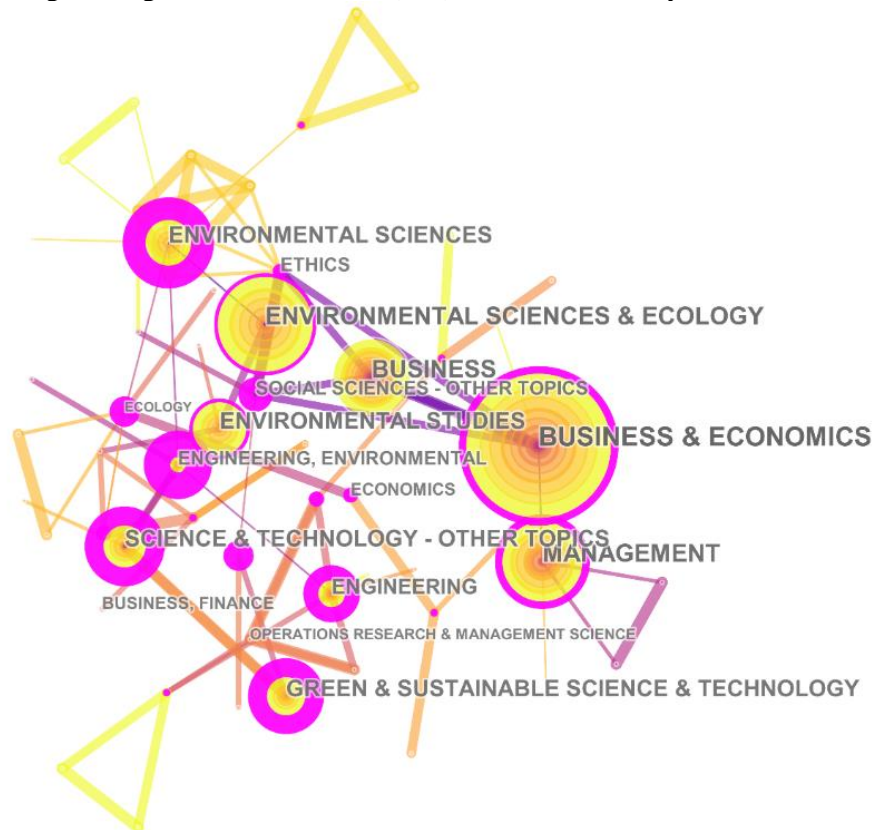 ENVIRONMENTAL SCIENCES
ETHICS
ENVIRONMENTAL SCIENCES & ECOLOGY
BUSINESS
SOCIAL SCIENCES - OTHER TOPICS
ECOLOGY
ENVIRONMENTAL STUDIES
BUSINESS & ECONOMICS
ENGINEERING, ENVIRONMENTAL
ECONOMICS
SCIENCE & TECHNOLOGY - OTHER TOPICS
MANAGEMENT
ENGINEERING
BUSINESS, FINANCE
OPERATIONS RESEARCH & MANAGEMENT SCIENCE
GREEN & SUSTAINABLE SCIENCE & TECHNOLOGY